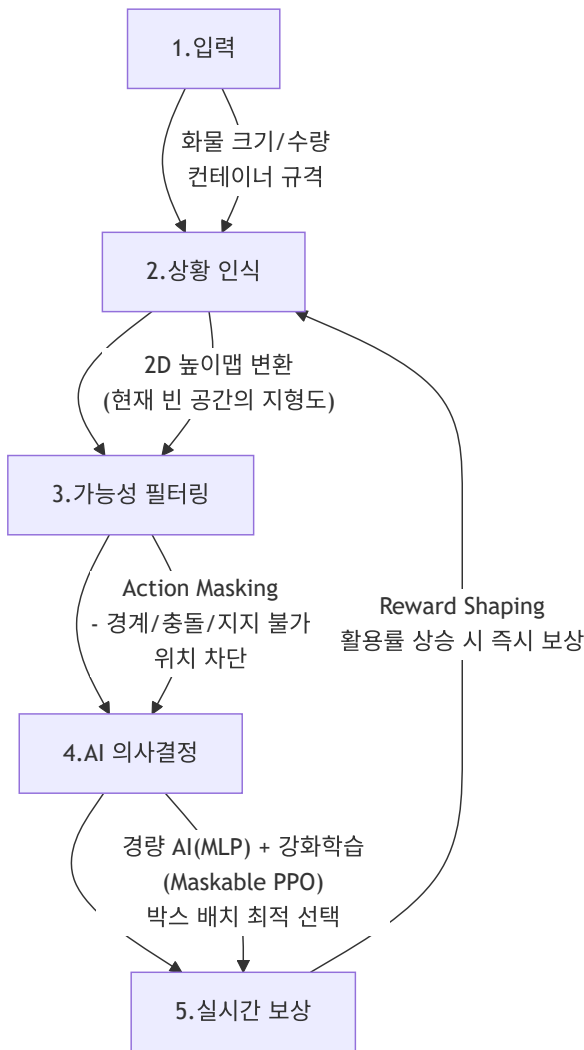 1.입력
화물 크기/수량
컨테이너 규격
2.상황 인식
2D 높이맵 변환
(현재 빈 공간의 지형도)
3.가능성 필터링
Action Masking
- 경계/충돌/지지 불가
위치 차단
Reward Shaping
활용률 상승 시 즉시 보상
4.AI 의사결정
경량 AI(MLP) + 강화학습
(Maskable PPO)
박스 배치 최적 선택
5.실시간 보상